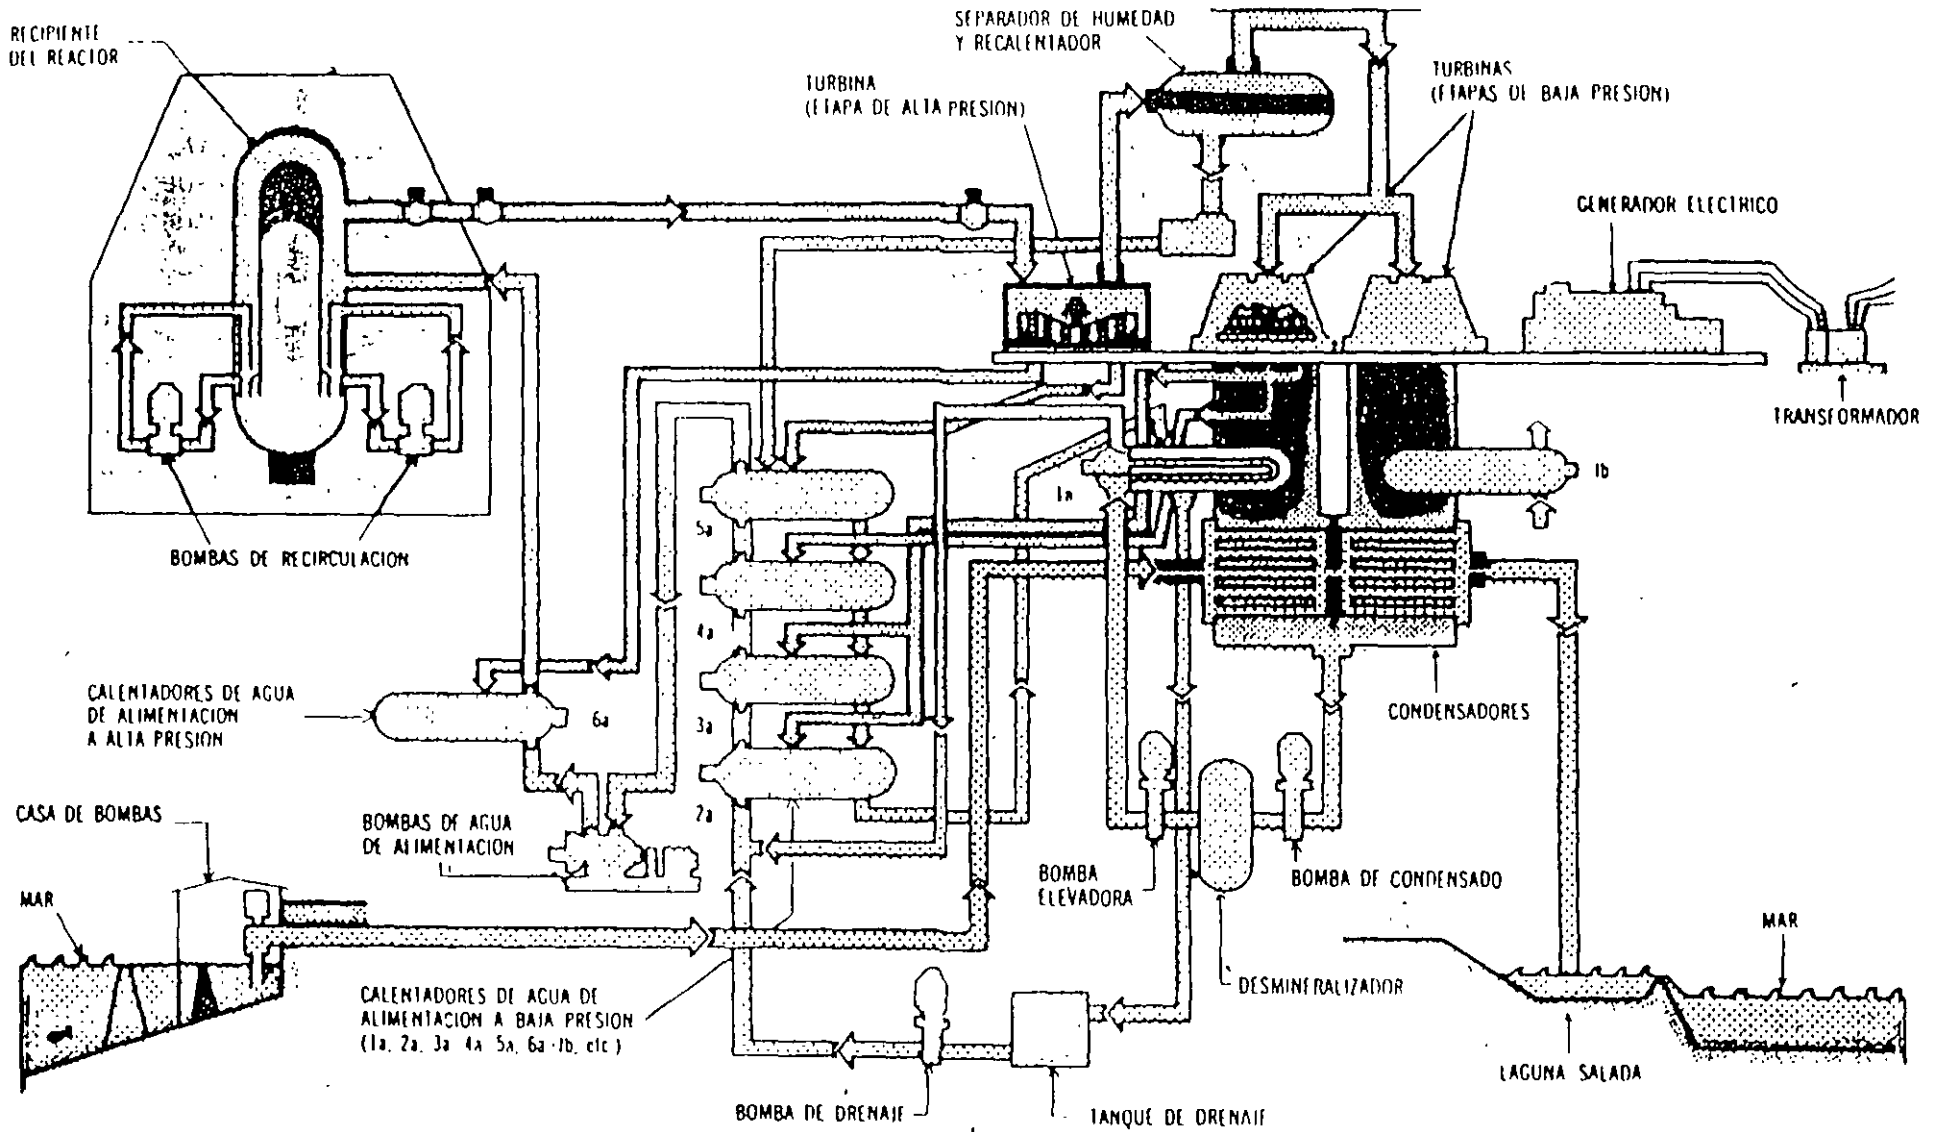 RECIPIENTE
DEL REACTOR
SEPARADOR DE HUMEDAD
Y RECALENTADOR
TURBINA
(ETAPA DE ALTA PRESION)
TURBINAS
(ETAPAS DE BAJA PRESION)
GENERADOR ELECTRICO
TRANSFORMADOR
BOMBAS DE RECIRCULACION
1a
1b
5a
4a
3a
2a
6a
CALENTADORES DE AGUA
DE ALIMENTACION
A ALTA PRESION
CONDENSADORES
CASA DE BOMBAS
BOMBAS DE AGUA
DE ALIMENTACION
BOMBA
ELEVADORA
BOMBA DE CONDENSADO
MAR
MAR
DESMINERALIZADOR
CALENTADORES DE AGUA DE
ALIMENTACION A BAJA PRESION
(1a, 2a, 3a 4a 5a, 6a 1b, etc)
LAGUNA SALADA
BOMBA DE DRENAJE
TANQUE DE DRENAJE